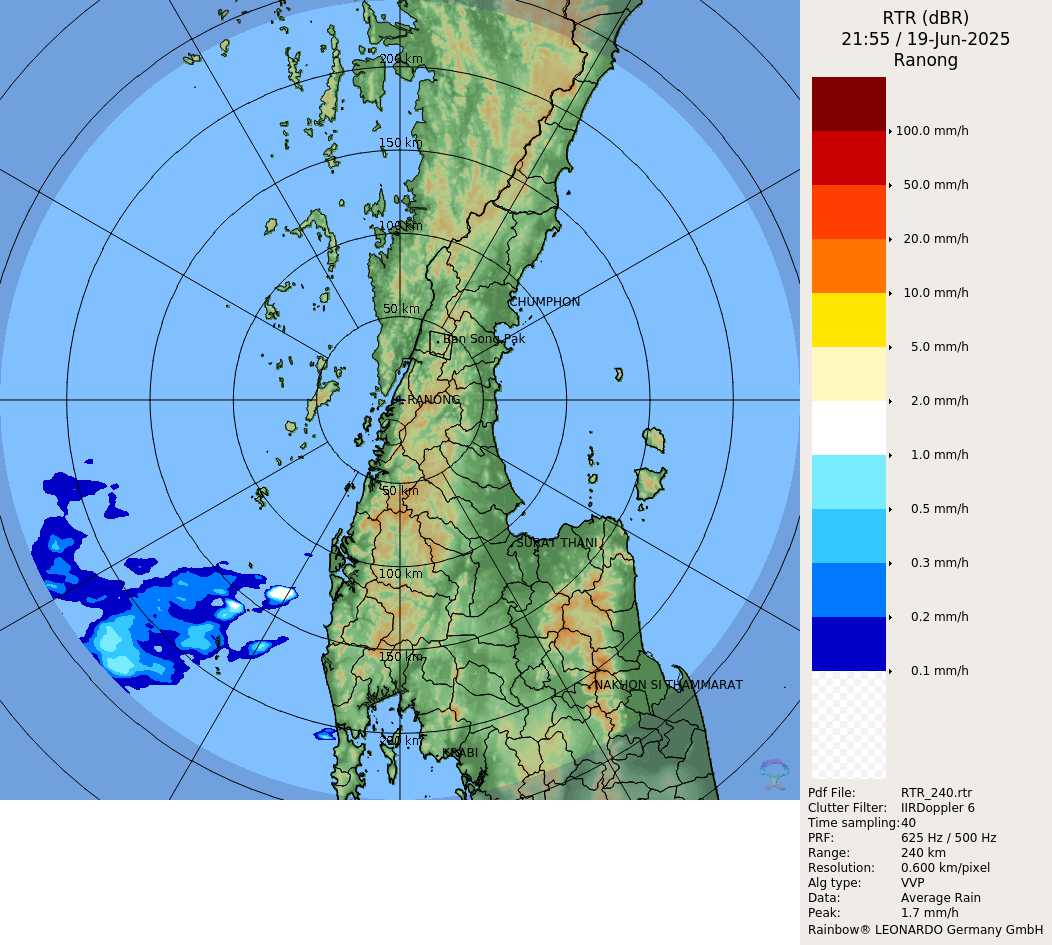 RTR (dBR)
21:55 / 19-Jun-2025
Ranong
200 km
150 km
100 km
50 km
CHUMPHON
Ban Song Pak
RANONG
50 km
SURAT THANI
100 km
150 km
NAKHON SI THAMMARAT
200 km
KRABI
100.0 mm/h
50.0 mm/h
20.0 mm/h
10.0 mm/h
5.0 mm/h
2.0 mm/h
1.0 mm/h
0.5 mm/h
0.3 mm/h
0.2 mm/h
0.1 mm/h
Pdf File: RTR_240.rtr
Clutter Filter: IIRDoppler 6
Time sampling:40
PRF: 625 Hz / 500 Hz
Range: 240 km
Resolution: 0.600 km/pixel
Alg type: VVP
Data: Average Rain
Peak: 1.7 mm/h
Rainbow® LEONARDO Germany GmbH